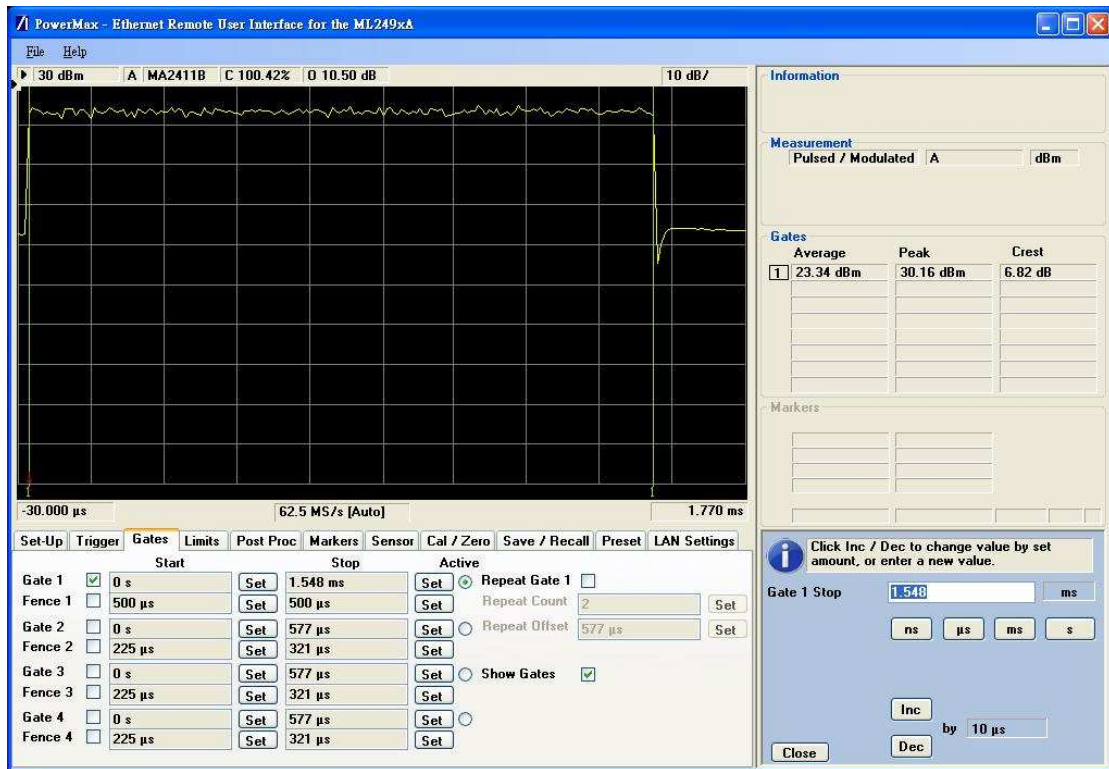 PowerMax - Ethernet Remote User Interface for the ML249xA
File Help
30 dBm A MA2411B C 100.42% O 10.50 dB 10 dB/
1 1
-30.000 µs 62.5 MS/s [Auto] 1.770 ms
Information
Measurement
Pulsed / Modulated A dBm
Gates
Average Peak Crest
1 23.34 dBm 30.16 dBm 6.82 dB
Markers
Set-Up Trigger Gates Limits Post Proc Markers Sensor Cal / Zero Save / Recall Preset LAN Settings
Start Stop Active
Gate 1 0 s Set 1.548 ms Set Repeat Gate 1
Fence 1 500 µs Set 500 µs Set Repeat Count 2 Set
Gate 2 0 s Set 577 µs Set Repeat Offset 577 µs Set
Fence 2 225 µs Set 321 µs Set
Gate 3 0 s Set 577 µs Set Show Gates
Fence 3 225 µs Set 321 µs Set
Gate 4 0 s Set 577 µs Set
Fence 4 225 µs Set 321 µs Set
Click Inc / Dec to change value by set
amount, or enter a new value.
Gate 1 Stop 1.548 ms
ns µs ms s
Inc
by 10 µs
Close Dec